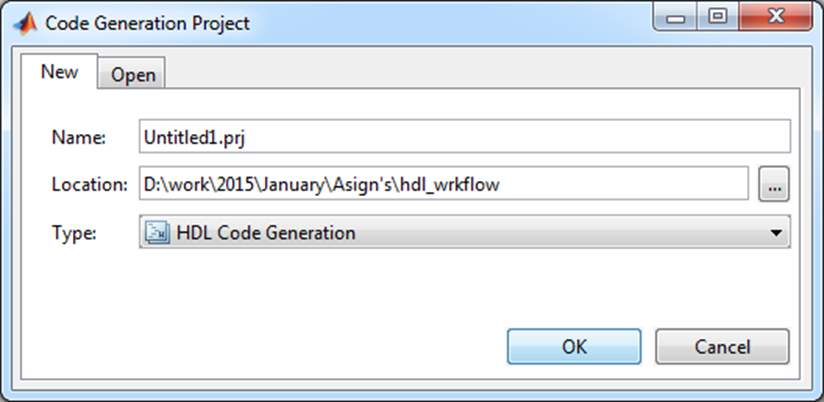 Code Generation Project
New Open
Name: Untitled1.prj
Location: D:\work\2015\January\Asign's\hdl_wrkflow ...
Type: HDL Code Generation
OK Cancel